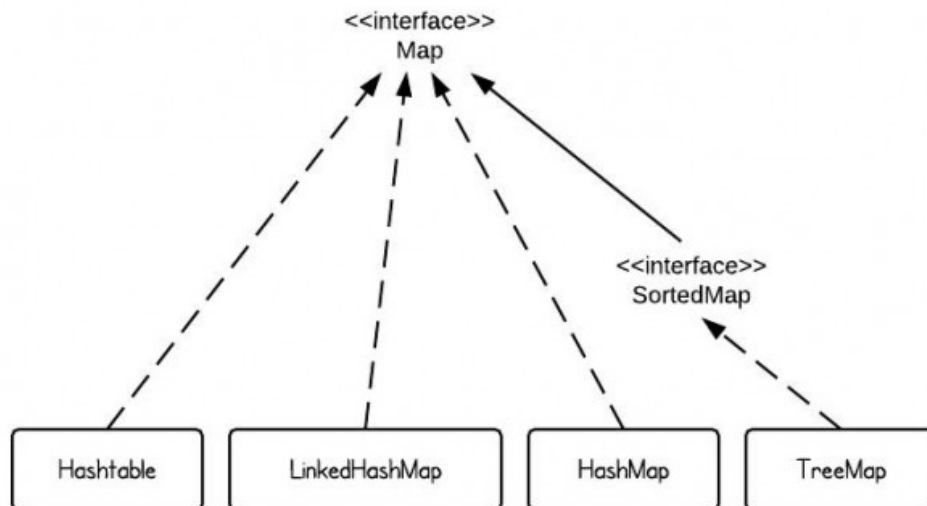 <<interface>>
Map
<<interface>>
SortedMap
Hashtable
LinkedHashMap
HashMap
TreeMap